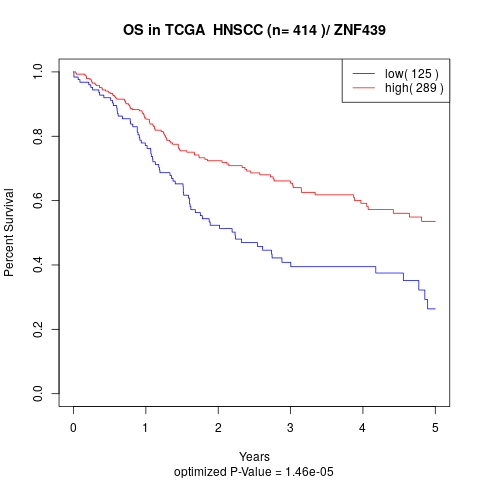 OS in TCGA  HNSCC (n= 414 )/ ZNF439
low( 125 )
high( 289 )
Percent Survival
1.0
0.8
0.6
0.4
0.2
0.0
0 1 2 3 4 5
Years
optimized P-Value = 1.46e-05